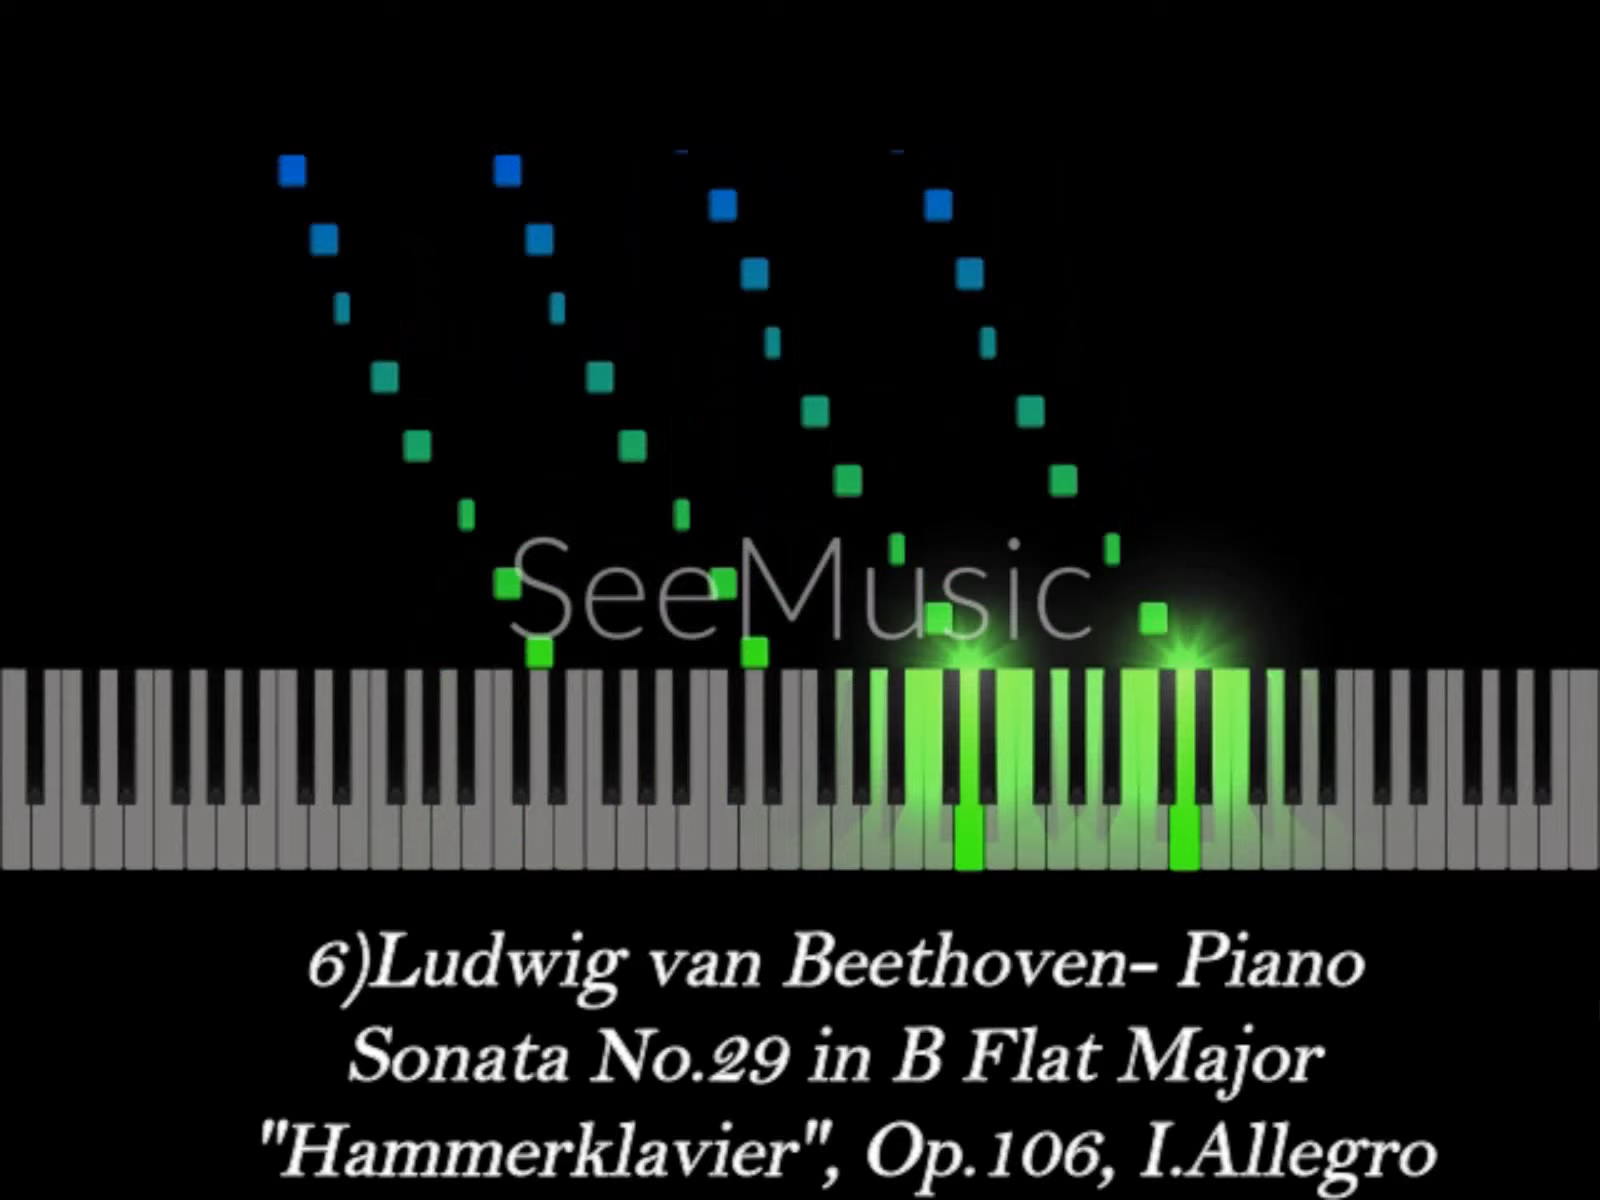 SeeMusic
6)Ludwig van Beethoven- Piano
Sonata No.29 in B Flat Major
"Hammerklavier", Op.106, I.Allegro